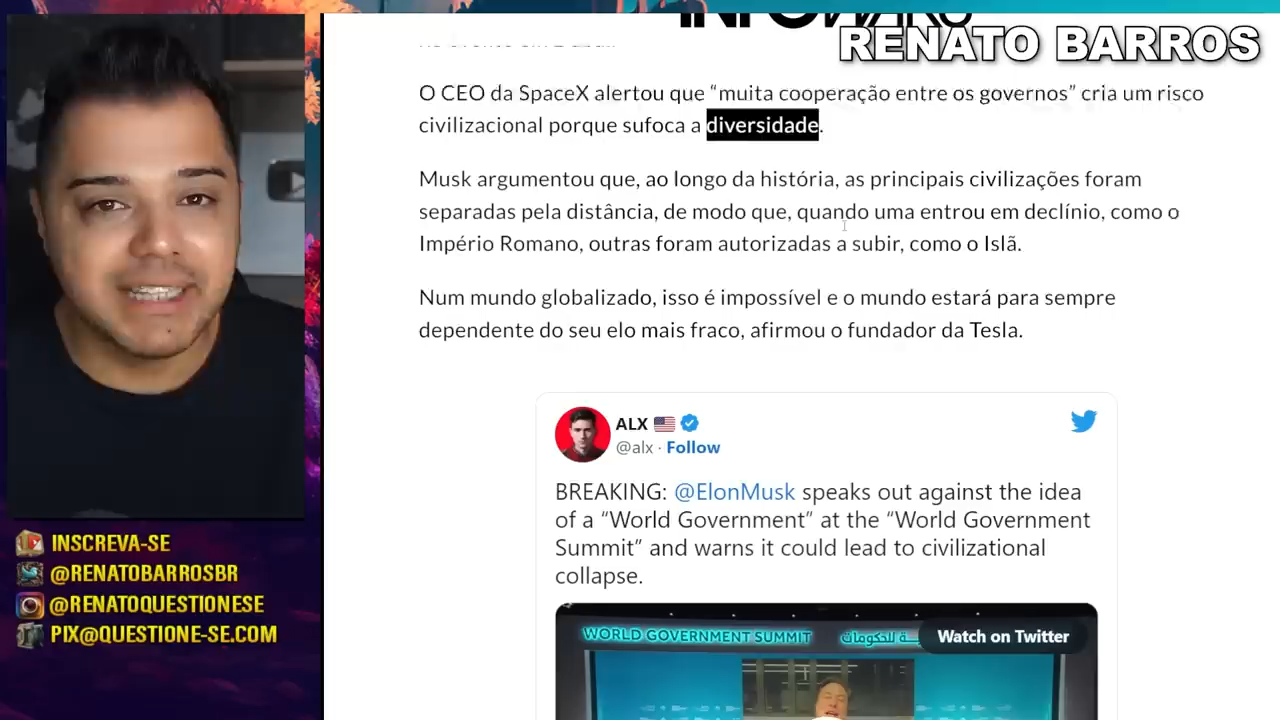 RENATO BARROS
O CEO da SpaceX alertou que “muita cooperação entre os governos” cria um risco
civilizacional porque sufoca a diversidade.
Musk argumentou que, ao longo da história, as principais civilizações foram
separadas pela distância, de modo que, quando uma entrou em declínio, como o
Império Romano, outras foram autorizadas a subir, como o Islã.
Num mundo globalizado, isso é impossível e o mundo estará para sempre
dependente do seu elo mais fraco, afirmou o fundador da Tesla.
ALX
@alx · Follow
BREAKING: @ElonMusk speaks out against the idea
of a “World Government” at the “World Government
Summit” and warns it could lead to civilizational
collapse.
WORLD GOVERNMENT SUMMIT
Watch on Twitter
INSCREVA-SE
@RENATOBARROSBR
@RENATOQUESTIONESE
PIX@QUESTIONE-SE.COM